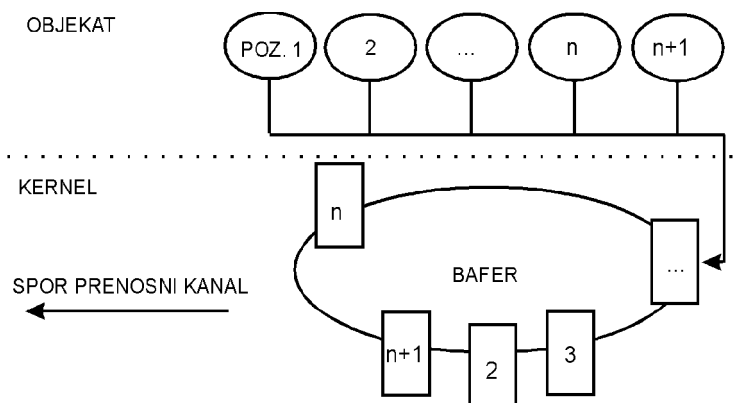 OBJEKAT
POZ. 1
2
...
n
n+1
KERNEL
n
...
SPOR PRENOSNI KANAL
BAFER
n+1
2
3